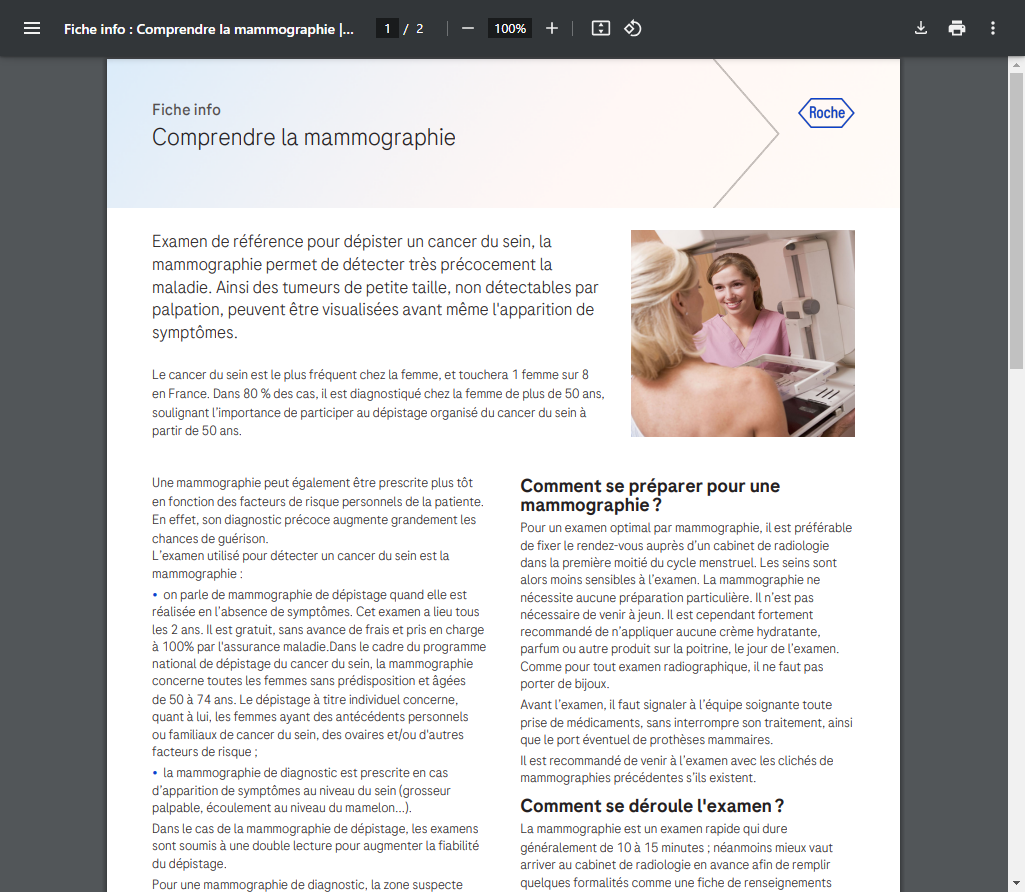 Fiche info : Comprendre la mammographie |...
1 / 2
100%
Fiche info
Comprendre la mammographie
Roche
Examen de référence pour dépister un cancer du sein, la
mammographie permet de détecter très précocement la
maladie. Ainsi des tumeurs de petite taille, non détectables par
palpation, peuvent être visualisées avant même l'apparition de
symptômes.
Le cancer du sein est le plus fréquent chez la femme, et touchera 1 femme sur 8
en France. Dans 80 % des cas, il est diagnostiqué chez la femme de plus de 50 ans,
soulignant l’importance de participer au dépistage organisé du cancer du sein à
partir de 50 ans.
Une mammographie peut également être prescrite plus tôt
en fonction des facteurs de risque personnels de la patiente.
En effet, son diagnostic précoce augmente grandement les
chances de guérison.
L’examen utilisé pour détecter un cancer du sein est la
mammographie :
• on parle de mammographie de dépistage quand elle est
réalisée en l’absence de symptômes. Cet examen a lieu tous
les 2 ans. Il est gratuit, sans avance de frais et pris en charge
à 100% par l'assurance maladie.Dans le cadre du programme
national de dépistage du cancer du sein, la mammographie
concerne toutes les femmes sans prédisposition et âgées
de 50 à 74 ans. Le dépistage à titre individuel concerne,
quant à lui, les femmes ayant des antécédents personnels
ou familiaux de cancer du sein, des ovaires et/ou d'autres
facteurs de risque ;
• la mammographie de diagnostic est prescrite en cas
d’apparition de symptômes au niveau du sein (grosseur
palpable, écoulement au niveau du mamelon...).
Dans le cas de la mammographie de dépistage, les examens
sont soumis à une double lecture pour augmenter la fiabilité
du dépistage.
Pour une mammographie de diagnostic, la zone suspecte
Comment se préparer pour une
mammographie ?
Pour un examen optimal par mammographie, il est préférable
de fixer le rendez-vous auprès d’un cabinet de radiologie
dans la première moitié du cycle menstruel. Les seins sont
alors moins sensibles à l’examen. La mammographie ne
nécessite aucune préparation particulière. Il n’est pas
nécessaire de venir à jeun. Il est cependant fortement
recommandé de n’appliquer aucune crème hydratante,
parfum ou autre produit sur la poitrine, le jour de l’examen.
Comme pour tout examen radiographique, il ne faut pas
porter de bijoux.
Avant l’examen, il faut signaler à l’équipe soignante toute
prise de médicaments, sans interrompre son traitement, ainsi
que le port éventuel de prothèses mammaires.
Il est recommandé de venir à l’examen avec les clichés de
mammographies précédentes s’ils existent.
Comment se déroule l'examen ?
La mammographie est un examen rapide qui dure
généralement de 10 à 15 minutes ; néanmoins mieux vaut
arriver au cabinet de radiologie en avance afin de remplir
quelques formalités comme une fiche de renseignements